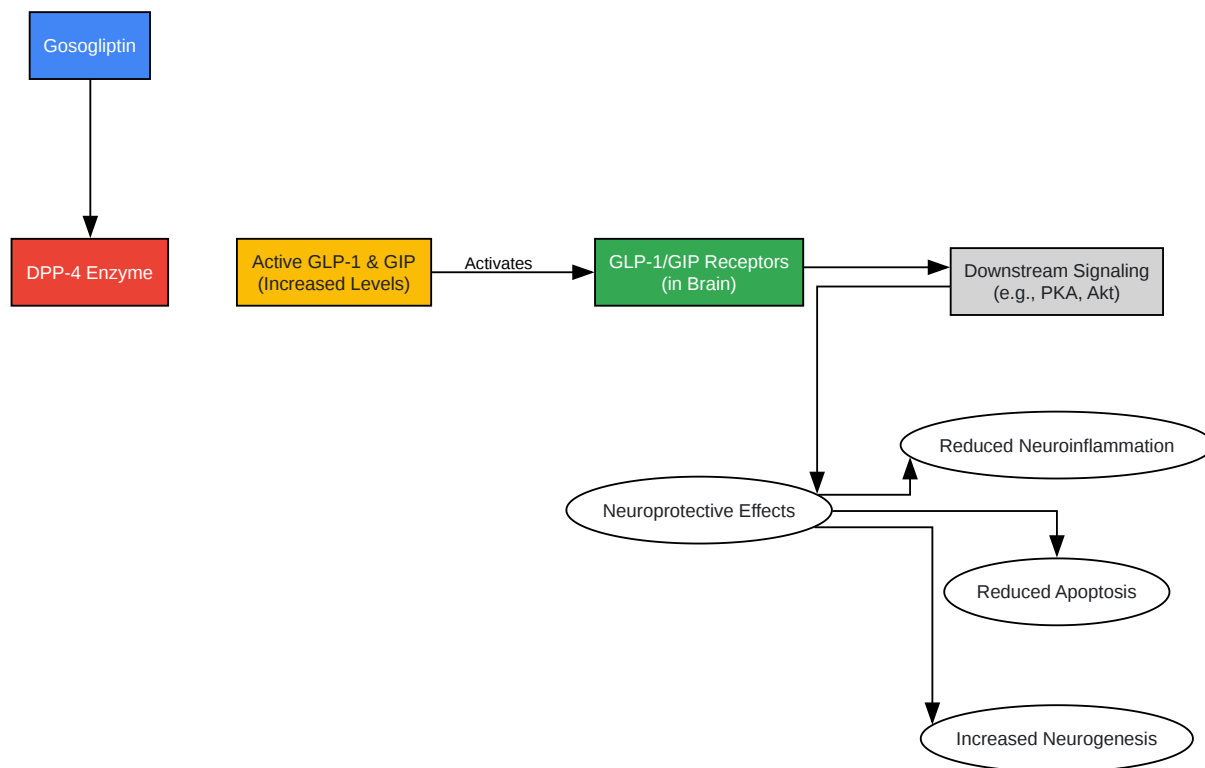 Gosogliptin
DPP-4 Enzyme
Active GLP-1 & GIP
(Increased Levels)
Activates
GLP-1/GIP Receptors
(in Brain)
Downstream Signaling
(e.g., PKA, Akt)
Reduced Neuroinflammation
Neuroprotective Effects
Reduced Apoptosis
Increased Neurogenesis